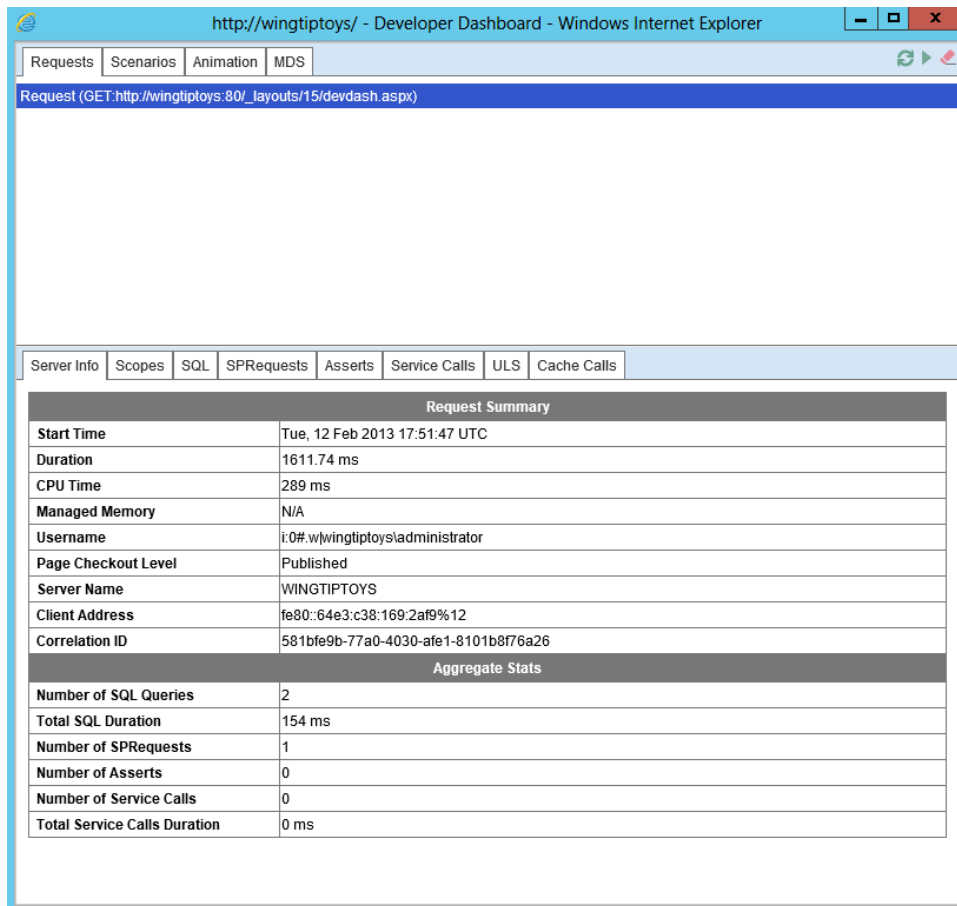 http://wingtiptoys/ - Developer Dashboard - Windows Internet Explorer
Requests Scenarios Animation MDS
Request (GET:http://wingtiptoys:80/_layouts/15/devdash.aspx)
Server Info Scopes SQL SPRequests Asserts Service Calls ULS Cache Calls
Request Summary
Start Time Tue, 12 Feb 2013 17:51:47 UTC
Duration 1611.74 ms
CPU Time 289 ms
Managed Memory N/A
Username i:0#.w|wingtiptoys\administrator
Page Checkout Level Published
Server Name WINGTIPTOYS
Client Address fe80::64e3:c38:169:2af9%12
Correlation ID 581bfe9b-77a0-4030-afe1-8101b8f76a26
Aggregate Stats
Number of SQL Queries 2
Total SQL Duration 154 ms
Number of SPRequests 1
Number of Asserts 0
Number of Service Calls 0
Total Service Calls Duration 0 ms